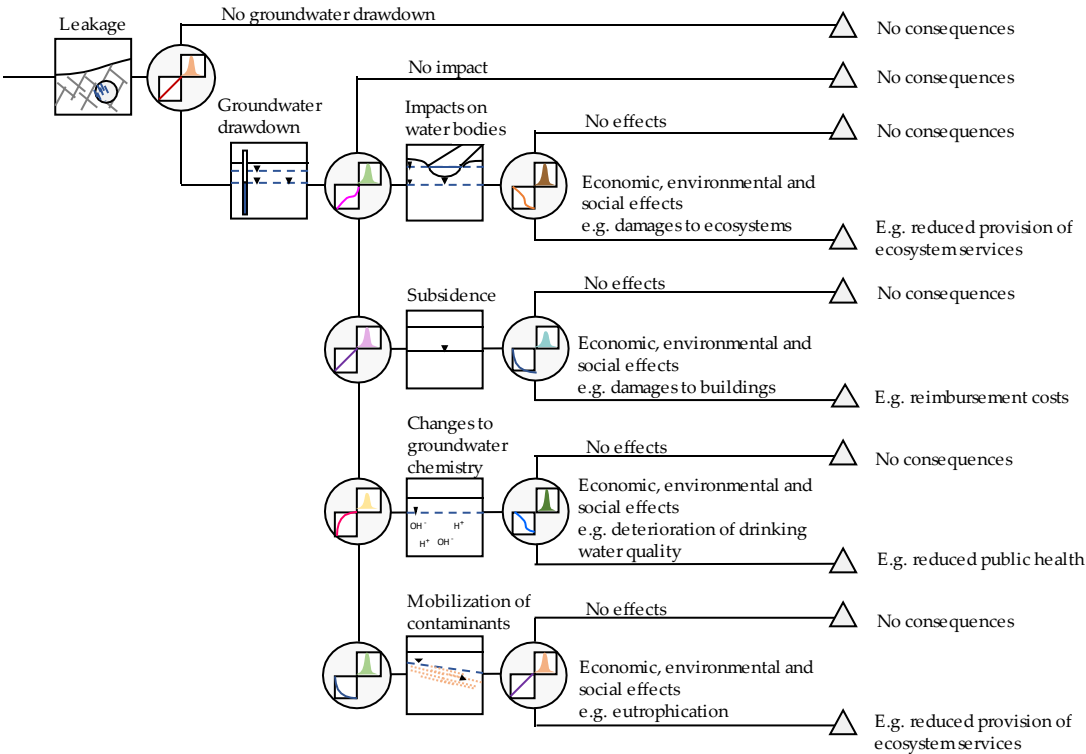 Leakage
No groundwater drawdown
No consequences
No impact
No consequences
Groundwater
drawdown
Impacts on
water bodies
No effects
No consequences
Economic, environmental and
social effects
e.g. damages to ecosystems
E.g. reduced provision of
ecosystem services
Subsidence
No effects
No consequences
Economic, environmental and
social effects
e.g. damages to buildings
E.g. reimbursement costs
Changes to
groundwater
chemistry
No effects
No consequences
OH⁻ H⁺
H⁺ OH⁻
Economic, environmental and
social effects
e.g. deterioration of drinking
water quality
E.g. reduced public health
Mobilization of
contaminants
No effects
No consequences
Economic, environmental and
social effects
e.g. eutrophication
E.g. reduced provision of
ecosystem services